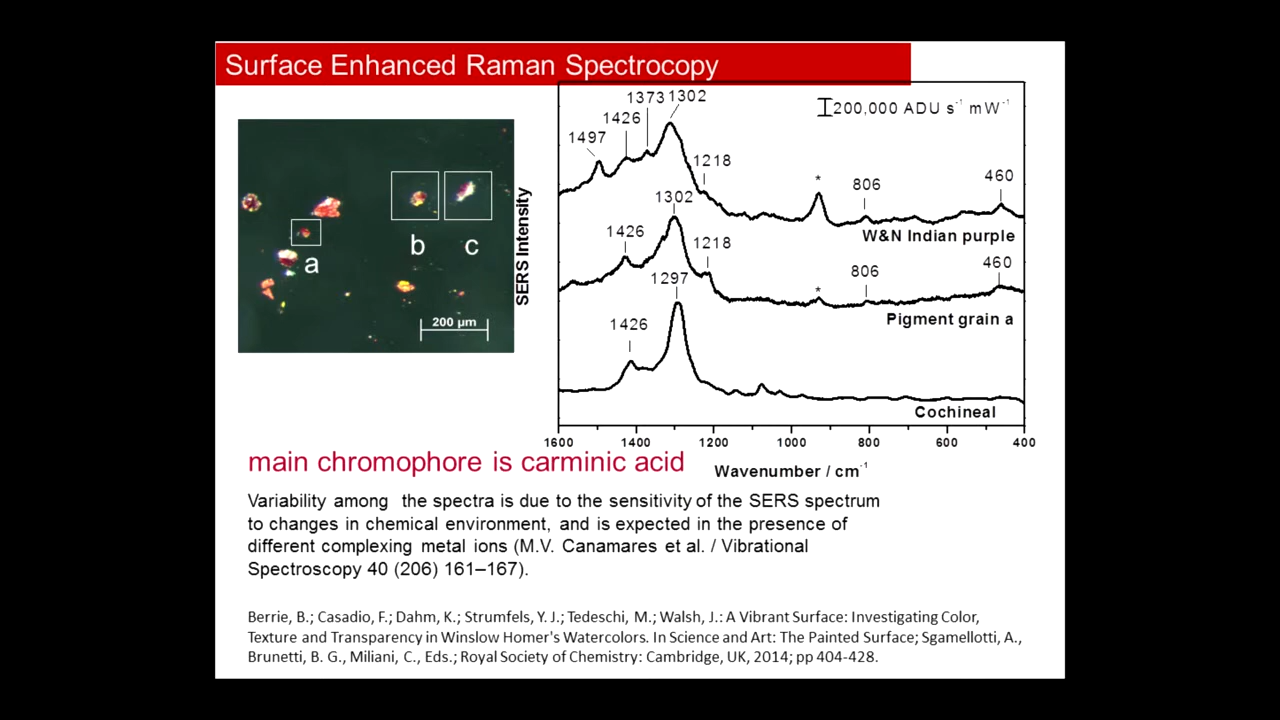 Surface Enhanced Raman Spectrocopy
a
b
c
200 µm
SERS Intensity
200,000 ADU s⁻¹ mW⁻¹
1497
1426
1373
1302
1218
*
806
460
W&N Indian purple
1426
1302
1218
*
806
460
Pigment grain a
1426
1297
Cochineal
1600 1400 1200 1000 800 600 400
Wavenumber / cm⁻¹
main chromophore is carminic acid
Variability among the spectra is due to the sensitivity of the SERS spectrum
to changes in chemical environment, and is expected in the presence of
different complexing metal ions (M.V. Canamares et al. / Vibrational
Spectroscopy 40 (206) 161–167).
Berrie, B.; Casadio, F.; Dahm, K.; Strumfels, Y. J.; Tedeschi, M.; Walsh, J.: A Vibrant Surface: Investigating Color,
Texture and Transparency in Winslow Homer's Watercolors. In Science and Art: The Painted Surface; Sgamellotti, A.,
Brunetti, B. G., Miliani, C., Eds.; Royal Society of Chemistry: Cambridge, UK, 2014; pp 404-428.